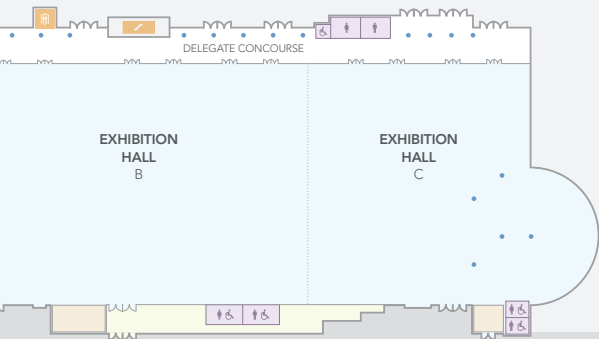 DELEGATE CONCOURSE
EXHIBITION
HALL
B
EXHIBITION
HALL
C